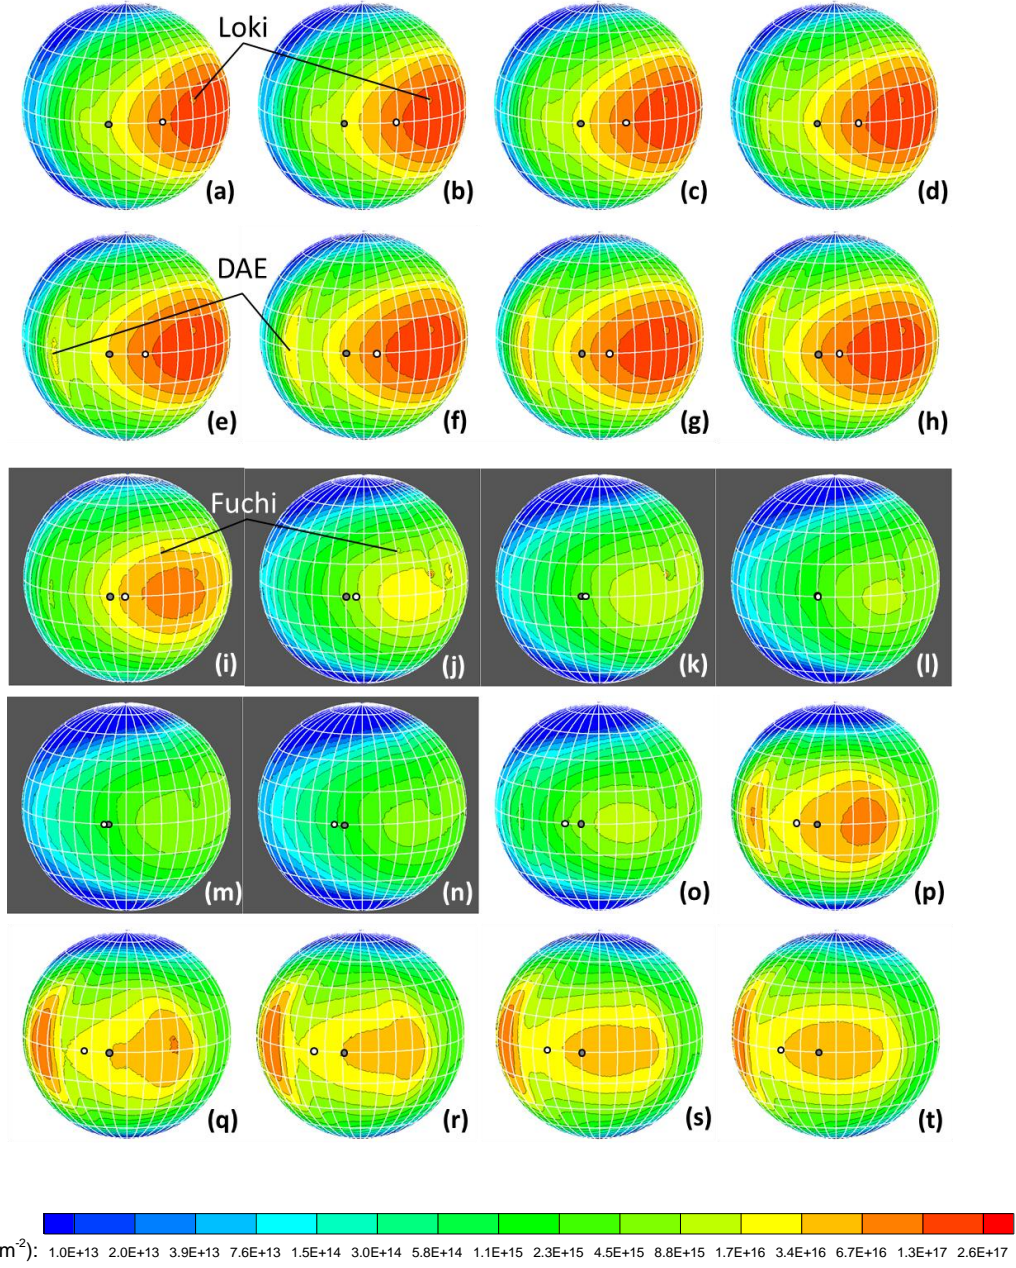 Loki
(a) (b) (c) (d)
DAE
(e) (f) (g) (h)
Fuchi
(i) (j) (k) (l)
(m) (n) (o) (p)
(q) (r) (s) (t)
m-2): 1.0E+13 2.0E+13 3.9E+13 7.6E+13 1.5E+14 3.0E+14 5.8E+14 1.1E+15 2.3E+15 4.5E+15 8.8E+15 1.7E+16 3.4E+16 6.7E+16 1.3E+17 2.6E+17